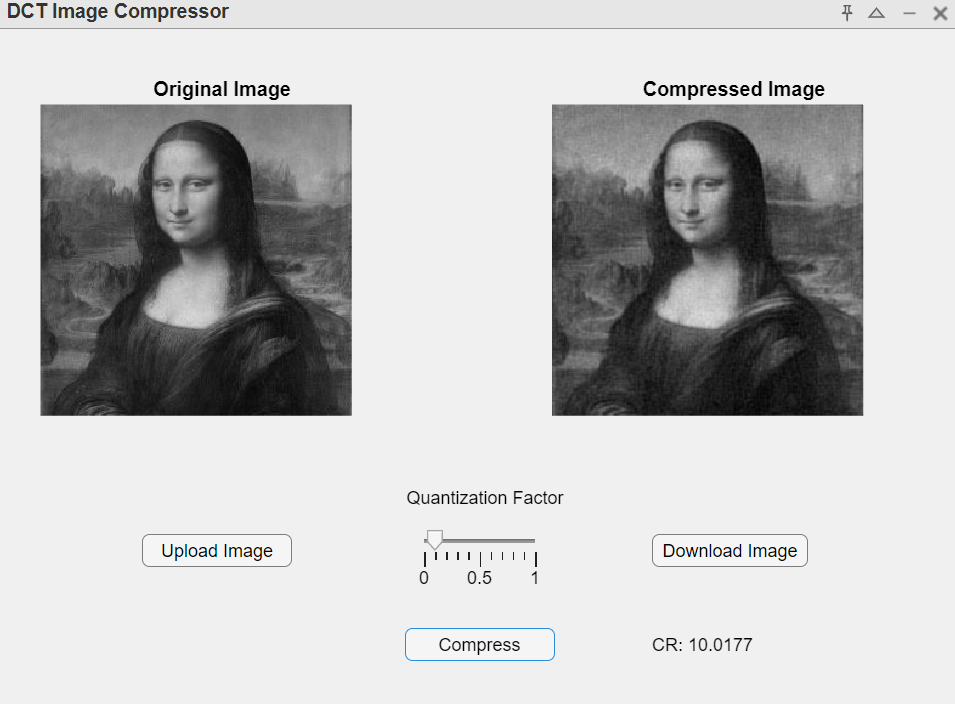 DCT Image Compressor
Original Image
Compressed Image
Quantization Factor
Upload Image
0 0.5 1
Download Image
Compress
CR: 10.0177